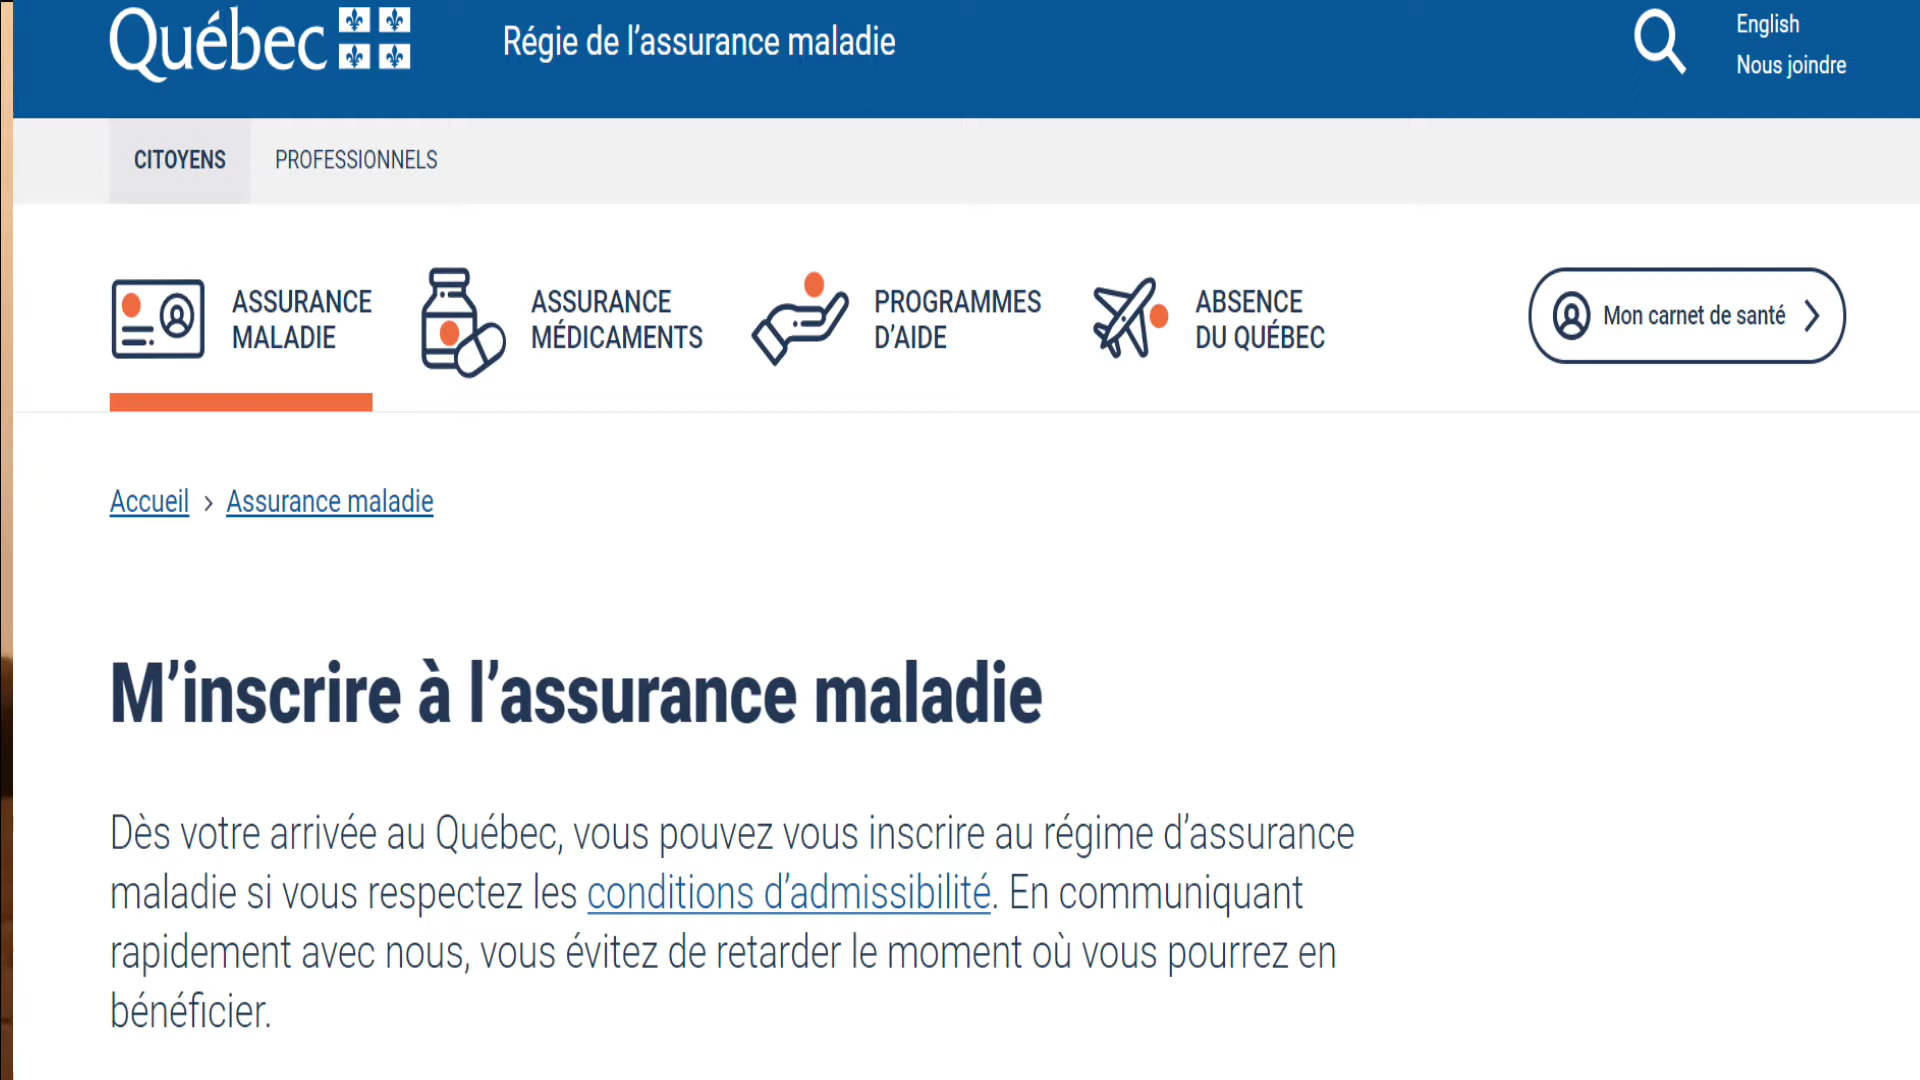 Québec
Régie de l’assurance maladie
English
Nous joindre
CITOYENS
PROFESSIONNELS
ASSURANCE
MALADIE
ASSURANCE
MÉDICAMENTS
PROGRAMMES
D’AIDE
ABSENCE
DU QUÉBEC
Mon carnet de santé
Accueil › Assurance maladie
M’inscrire à l’assurance maladie
Dès votre arrivée au Québec, vous pouvez vous inscrire au régime d’assurance
maladie si vous respectez les conditions d’admissibilité. En communiquant
rapidement avec nous, vous évitez de retarder le moment où vous pourrez en
bénéficier.